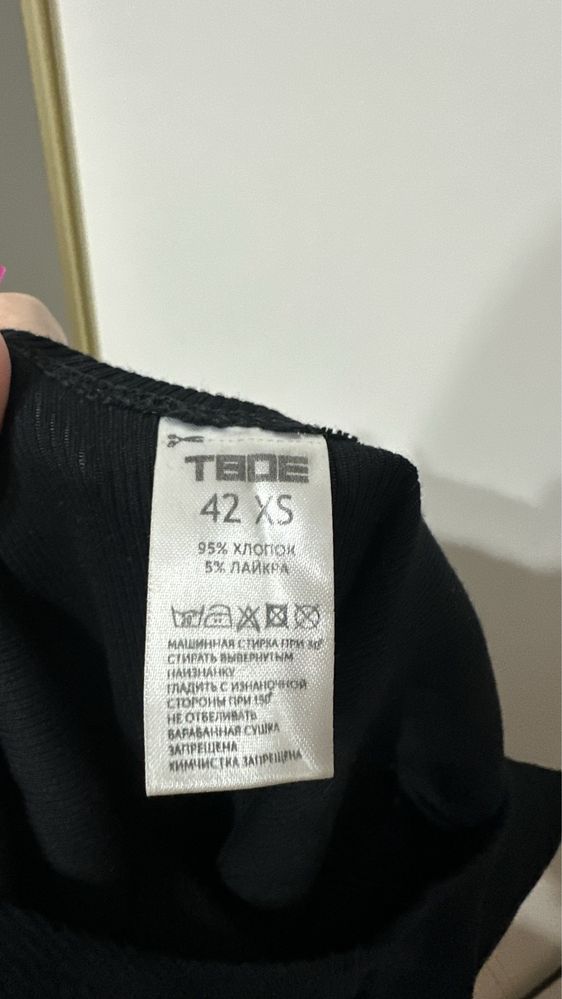 ТВОЕ
42 XS
95% ХЛОПОК
5% ЛАЙКРА
МАШИННАЯ СТИРКА ПРИ 30°
СТИРАТЬ ВЫВЕРНУТЫМ
НАИЗНАНКУ
ГЛАДИТЬ С ИЗНАНОЧНОЙ
СТОРОНЫ ПРИ 150°
НЕ ОТБЕЛИВАТЬ
БАРАБАННАЯ СУШКА
ЗАПРЕЩЕНА
ХИМЧИСТКА ЗАПРЕЩЕНА